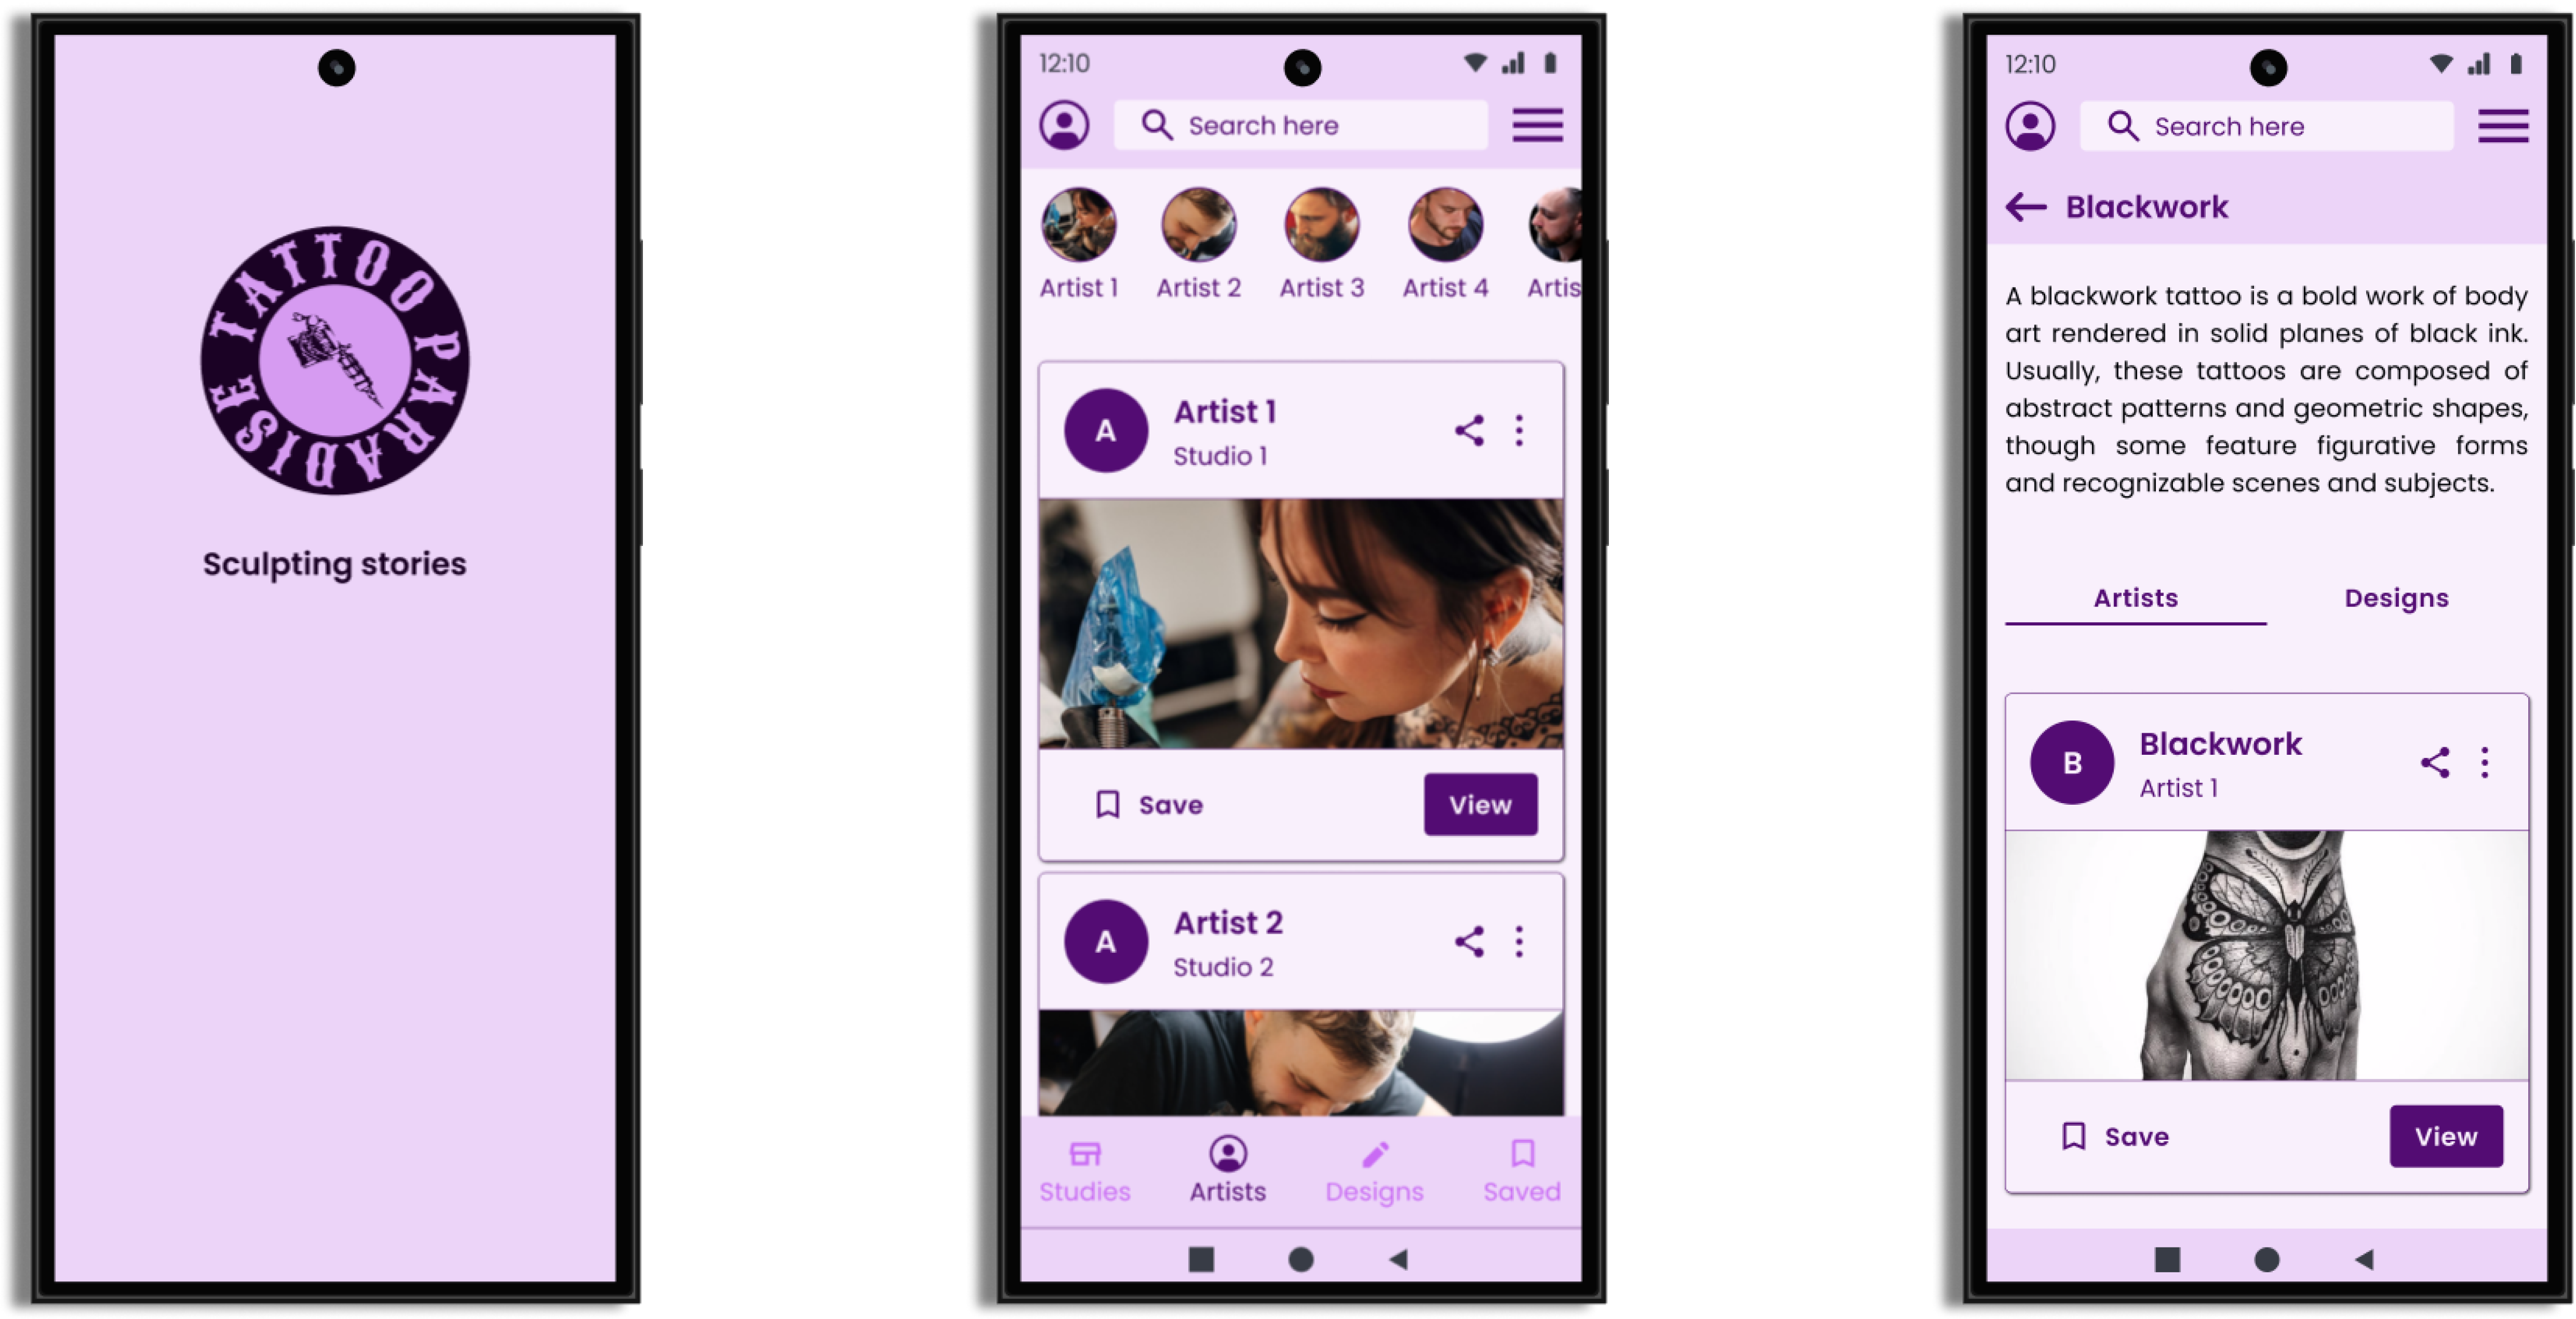 TATTOO PARADISE
Sculpting stories
12:10
Search here
Artist 1
Artist 2
Artist 3
Artist 4
Artis
A
Artist 1
Studio 1
Save
View
A
Artist 2
Studio 2
Studies
Artists
Designs
Saved
12:10
Search here
Blackwork
A blackwork tattoo is a bold work of body
art rendered in solid planes of black ink.
Usually, these tattoos are composed of
abstract patterns and geometric shapes,
though some feature figurative forms
and recognizable scenes and subjects.
Artists
Designs
B
Blackwork
Artist 1
Save
View